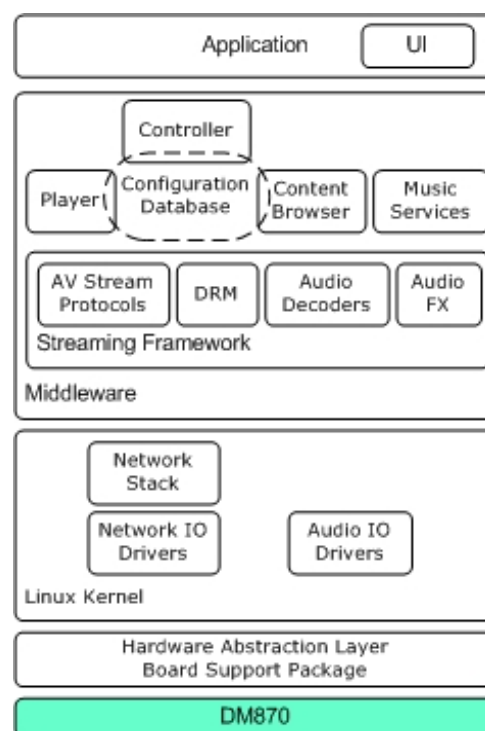 Application
UI
Controller
Player
Configuration
Database
Content
Browser
Music
Services
AV Stream
Protocols
DRM
Audio
Decoders
Audio
FX
Streaming Framework
Middleware
Network
Stack
Network IO
Drivers
Audio IO
Drivers
Linux Kernel
Hardware Abstraction Layer
Board Support Package
DM870